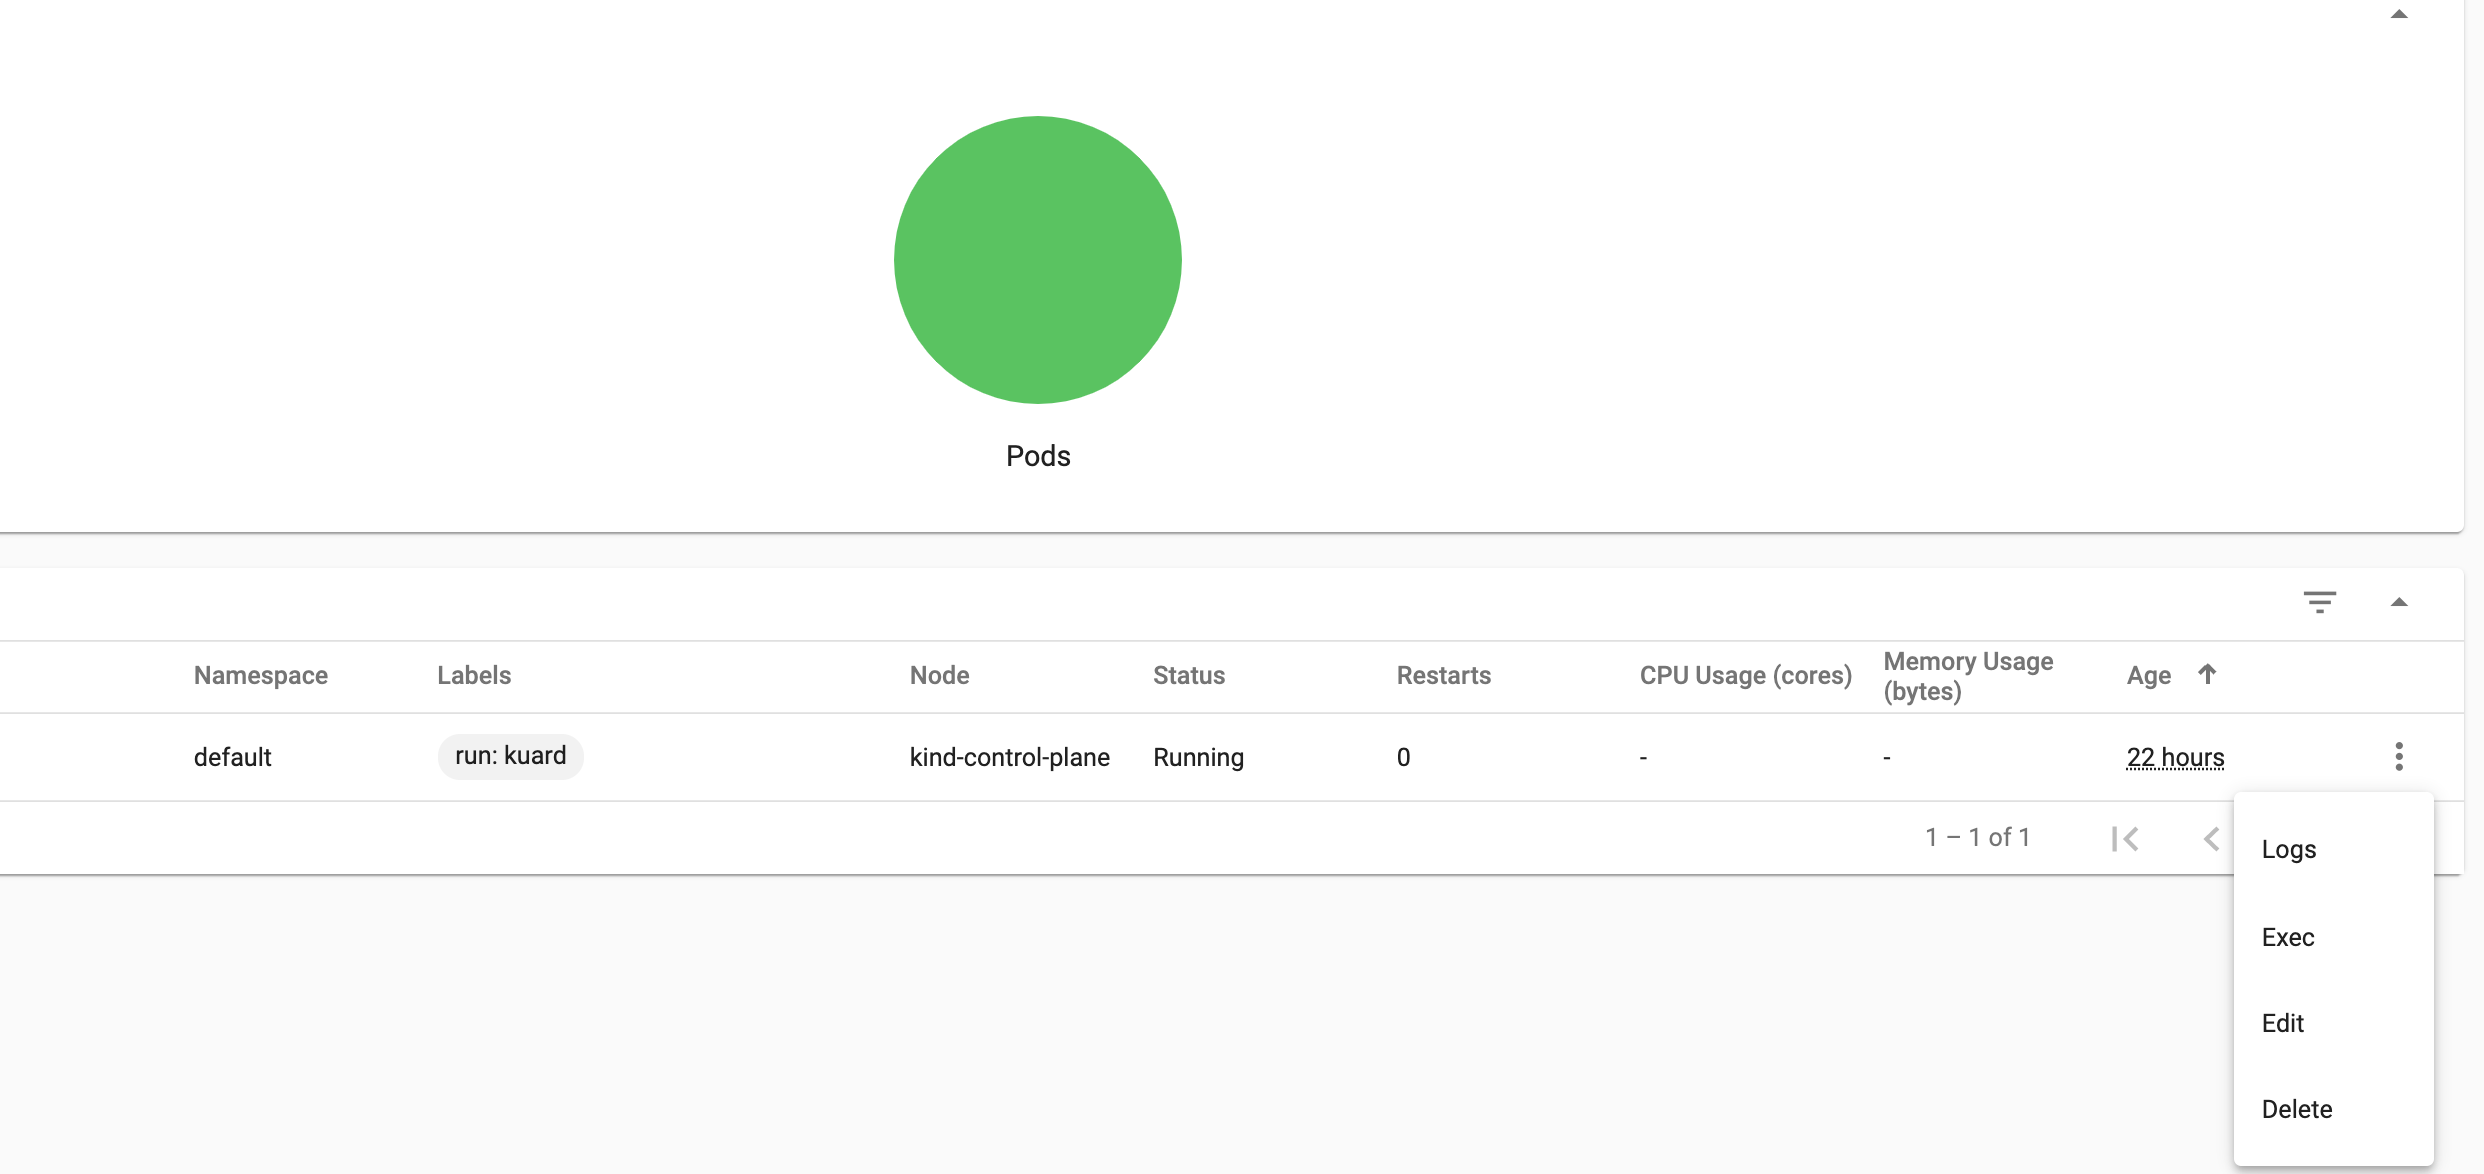 Pods
Namespace Labels Node Status Restarts CPU Usage (cores) Memory Usage (bytes) Age
default run: kuard kind-control-plane Running 0 - - 22 hours
1 – 1 of 1
Logs
Exec
Edit
Delete